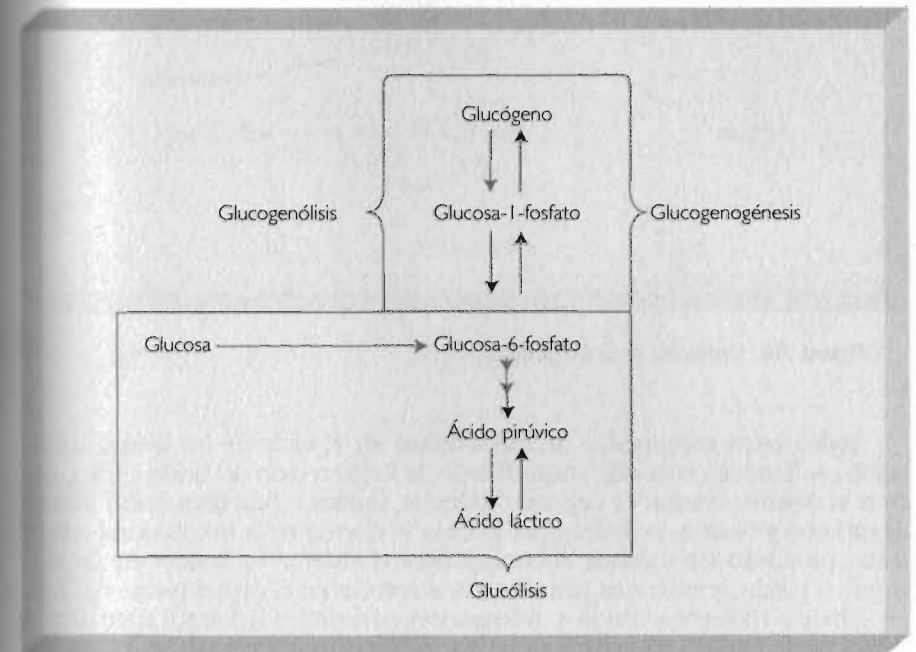 Glucógeno
Glucogenólisis Glucosa-1-fosfato Glucogenogénesis
Glucosa Glucosa-6-fosfato
Ácido pirúvico
Ácido láctico
Glucólisis